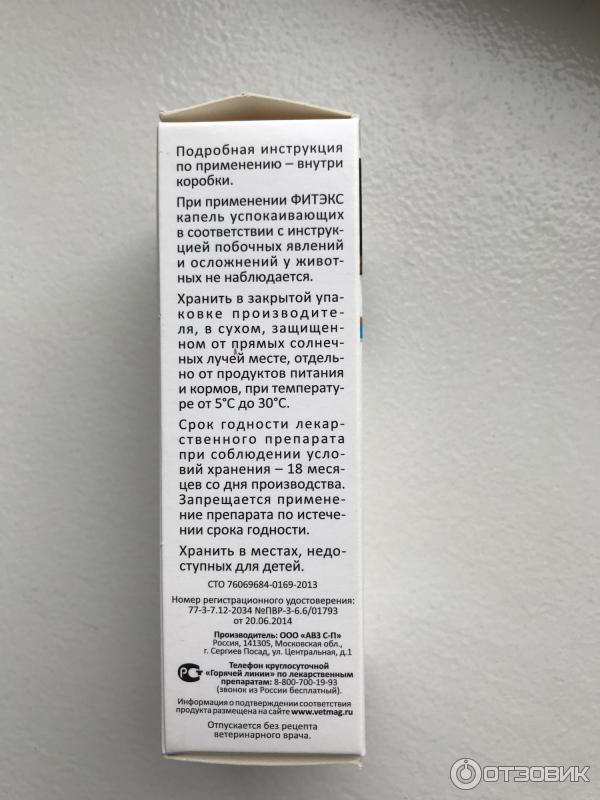 Подробная инструкция
по применению – внутри
коробки.
При применении ФИТЭКС
капель успокаивающих
в соответствии с инструк-
цией побочных явлений
и осложнений у живот-
ных не наблюдается.
Хранить в закрытой упа-
ковке производите-
ля, в сухом, защищен-
ном от прямых солнеч-
ных лучей месте, отдель-
но от продуктов питания
и кормов, при температу-
ре от 5°С до 30°С.
Срок годности лекар-
ственного препарата
при соблюдении усло-
вий хранения – 18 меся-
цев со дня производства.
Запрещается примене-
ние препарата по истече-
нии срока годности.
Хранить в местах, недо-
ступных для детей.
СТО 76069684-0169-2013
Номер регистрационного удостоверения:
77-3-7.12-2034 №ПВР-3-6.6/01793
от 20.06.2014
Производитель: ООО «АВЗ С-П»
Россия, 141305, Московская обл.,
г. Сергиев Посад, ул. Центральная, д.1
РСТ
Телефон круглосуточной
«Горячей линии» по лекарственным
препаратам: 8-800-700-19-93
(звонок из России бесплатный).
Информация о подтверждении соответствия
продукта размещена на сайте www.vetmag.ru
Отпускается без рецепта
ветеринарного врача.
ОТЗОВИК